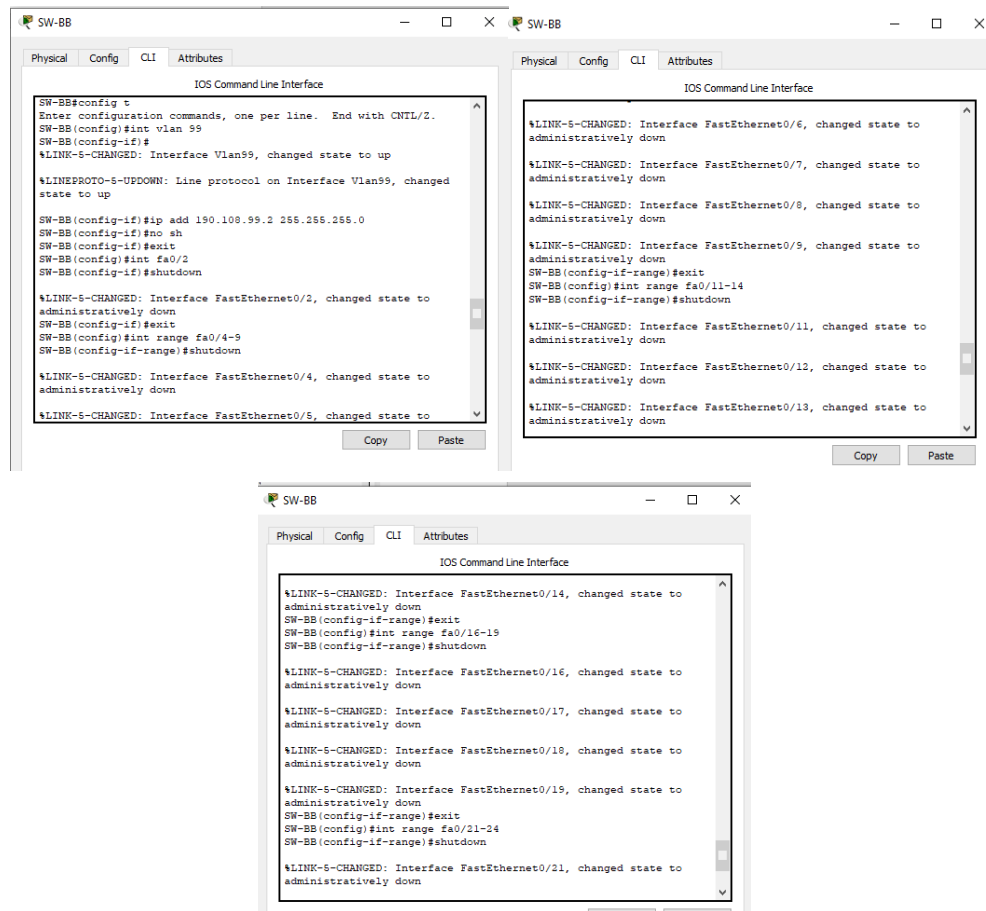 SW-BB
Physical Config CLI Attributes
IOS Command Line Interface
SW-BB#config t
Enter configuration commands, one per line. End with CNTL/Z.
SW-BB(config)#int vlan 99
SW-BB(config-if)#
%LINK-5-CHANGED: Interface Vlan99, changed state to up
%LINEPROTO-5-UPDOWN: Line protocol on Interface Vlan99, changed
state to up
SW-BB(config-if)#ip add 190.108.99.2 255.255.255.0
SW-BB(config-if)#no sh
SW-BB(config-if)#exit
SW-BB(config)#int fa0/2
SW-BB(config-if)#shutdown
%LINK-5-CHANGED: Interface FastEthernet0/2, changed state to
administratively down
SW-BB(config-if)#exit
SW-BB(config)#int range fa0/4-9
SW-BB(config-if-range)#shutdown
%LINK-5-CHANGED: Interface FastEthernet0/4, changed state to
administratively down
%LINK-5-CHANGED: Interface FastEthernet0/5, changed state to
Copy Paste
SW-BB
Physical Config CLI Attributes
IOS Command Line Interface
%LINK-5-CHANGED: Interface FastEthernet0/6, changed state to
administratively down
%LINK-5-CHANGED: Interface FastEthernet0/7, changed state to
administratively down
%LINK-5-CHANGED: Interface FastEthernet0/8, changed state to
administratively down
%LINK-5-CHANGED: Interface FastEthernet0/9, changed state to
administratively down
SW-BB(config-if-range)#exit
SW-BB(config)#int range fa0/11-14
SW-BB(config-if-range)#shutdown
%LINK-5-CHANGED: Interface FastEthernet0/11, changed state to
administratively down
%LINK-5-CHANGED: Interface FastEthernet0/12, changed state to
administratively down
%LINK-5-CHANGED: Interface FastEthernet0/13, changed state to
administratively down
Copy Paste
SW-BB
Physical Config CLI Attributes
IOS Command Line Interface
%LINK-5-CHANGED: Interface FastEthernet0/14, changed state to
administratively down
SW-BB(config-if-range)#exit
SW-BB(config)#int range fa0/16-19
SW-BB(config-if-range)#shutdown
%LINK-5-CHANGED: Interface FastEthernet0/16, changed state to
administratively down
%LINK-5-CHANGED: Interface FastEthernet0/17, changed state to
administratively down
%LINK-5-CHANGED: Interface FastEthernet0/18, changed state to
administratively down
%LINK-5-CHANGED: Interface FastEthernet0/19, changed state to
administratively down
SW-BB(config-if-range)#exit
SW-BB(config)#int range fa0/21-24
SW-BB(config-if-range)#shutdown
%LINK-5-CHANGED: Interface FastEthernet0/21, changed state to
administratively down